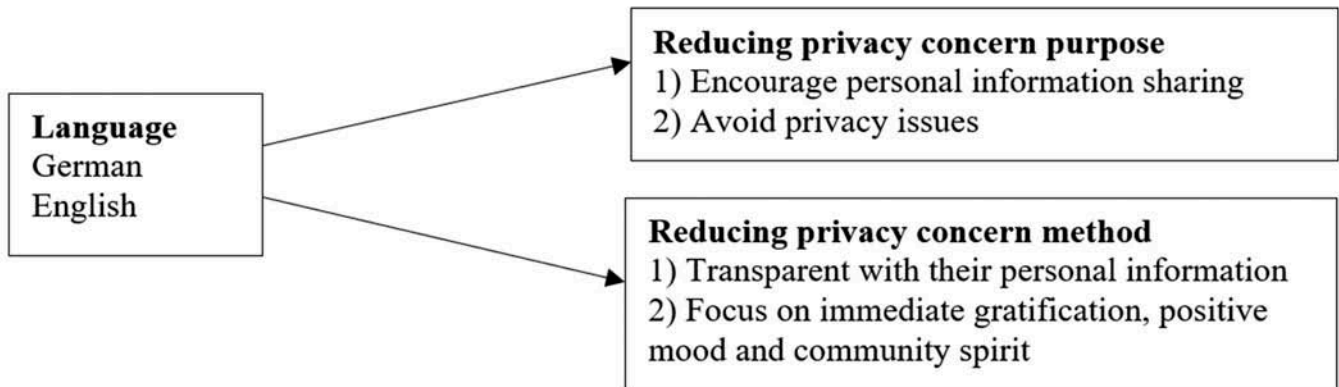 Language
German
English
Reducing privacy concern purpose
1) Encourage personal information sharing
2) Avoid privacy issues
Reducing privacy concern method
1) Transparent with their personal information
2) Focus on immediate gratification, positive
mood and community spirit